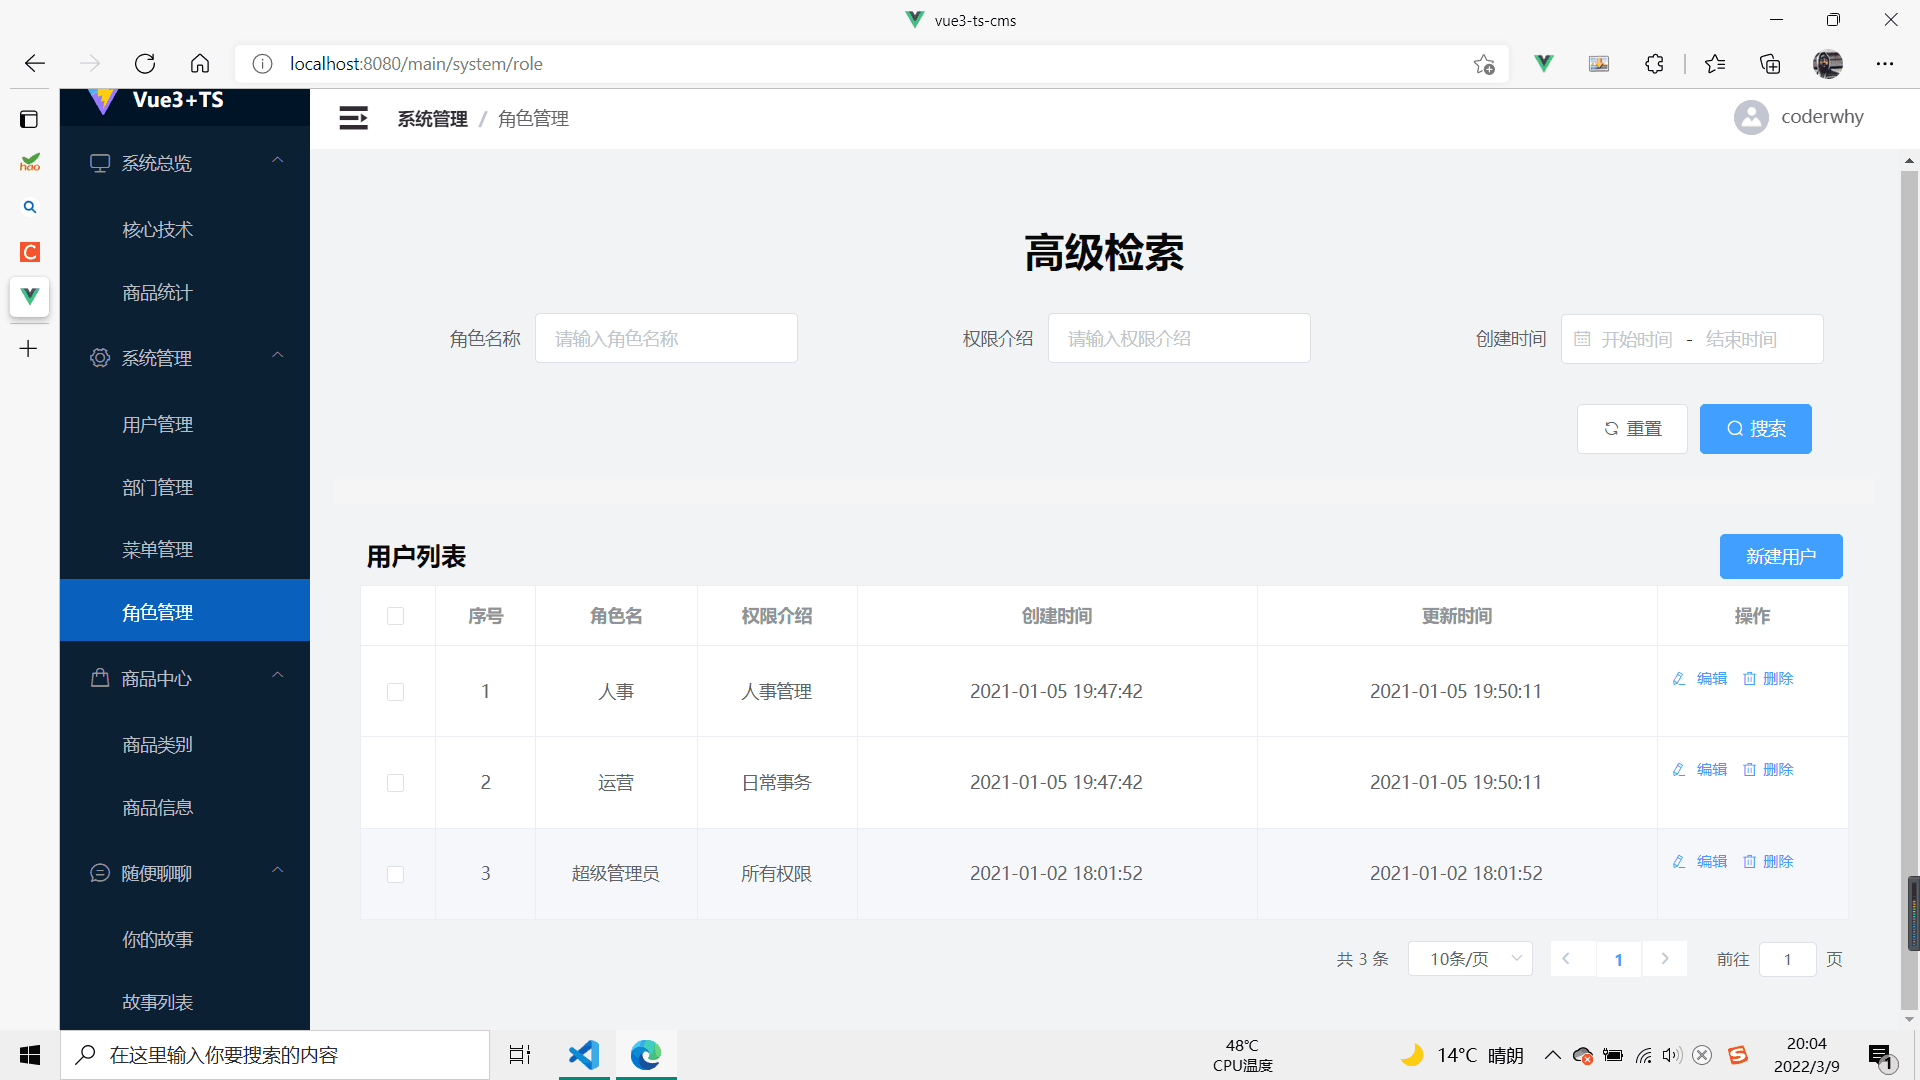 vue3-ts-cms
localhost:8080/main/system/role
Vue3+TS
系统管理 / 角色管理
coderwhy
hao
C
系统总览
核心技术
商品统计
系统管理
用户管理
部门管理
菜单管理
角色管理
商品中心
商品类别
商品信息
随便聊聊
你的故事
故事列表
高级检索
角色名称 请输入角色名称 权限介绍 请输入权限介绍 创建时间 开始时间 - 结束时间
重置 搜索
用户列表 新建用户
序号 角色名 权限介绍 创建时间 更新时间 操作
1 人事 人事管理 2021-01-05 19:47:42 2021-01-05 19:50:11 编辑 删除
2 运营 日常事务 2021-01-05 19:47:42 2021-01-05 19:50:11 编辑 删除
3 超级管理员 所有权限 2021-01-02 18:01:52 2021-01-02 18:01:52 编辑 删除
共 3 条 10条/页 1 前往 1 页
在这里输入你要搜索的内容
48℃
CPU温度
14°C 晴朗
20:04
2022/3/9
1